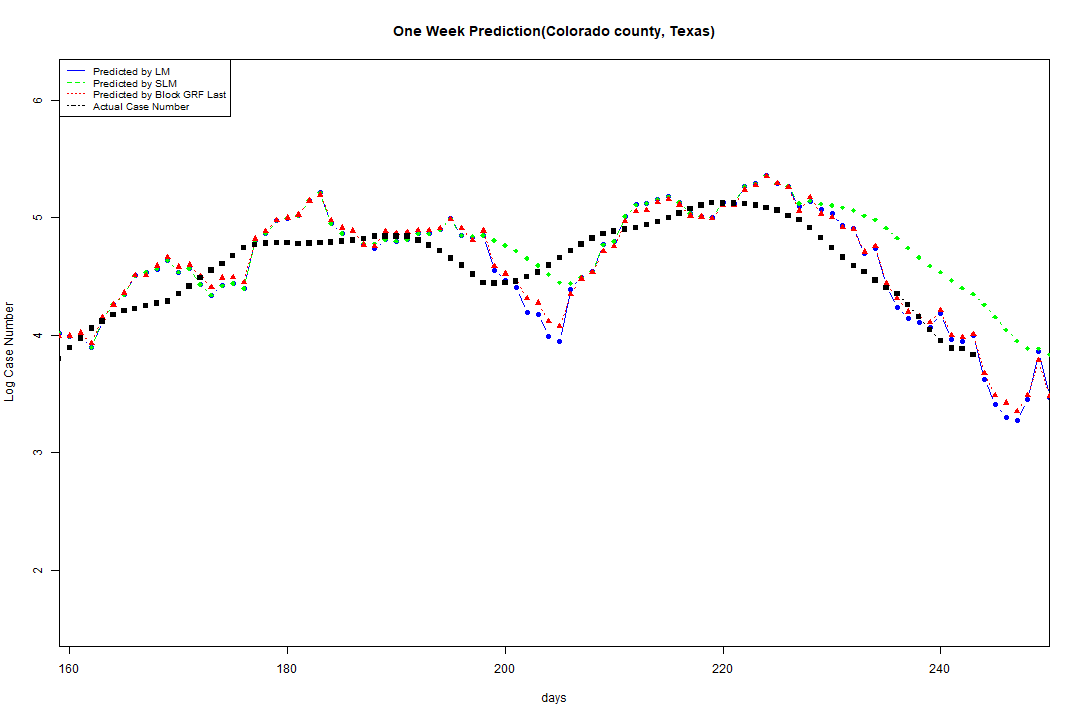 One Week Prediction(Colorado county, Texas)
Predicted by LM
Predicted by SLM
Predicted by Block GRF Last
Actual Case Number
6
5
4
3
2
Log Case Number
160 180 200 220 240
days